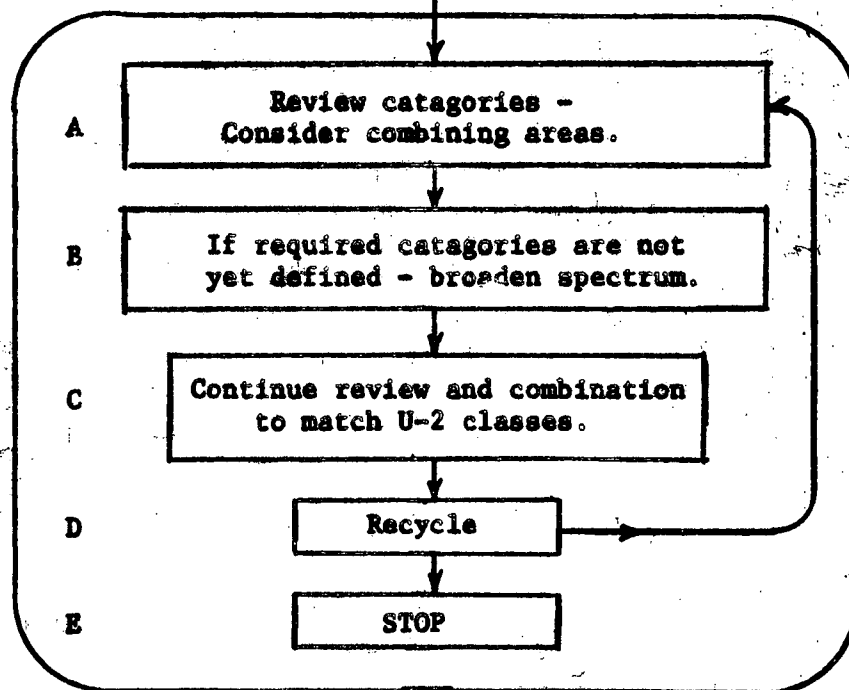 A
Review catagories -
Consider combining areas.
B
If required catagories are not
yet defined - broaden spectrum.
C
Continue review and combination
to match U-2 classes.
D
Recycle
E
STOP